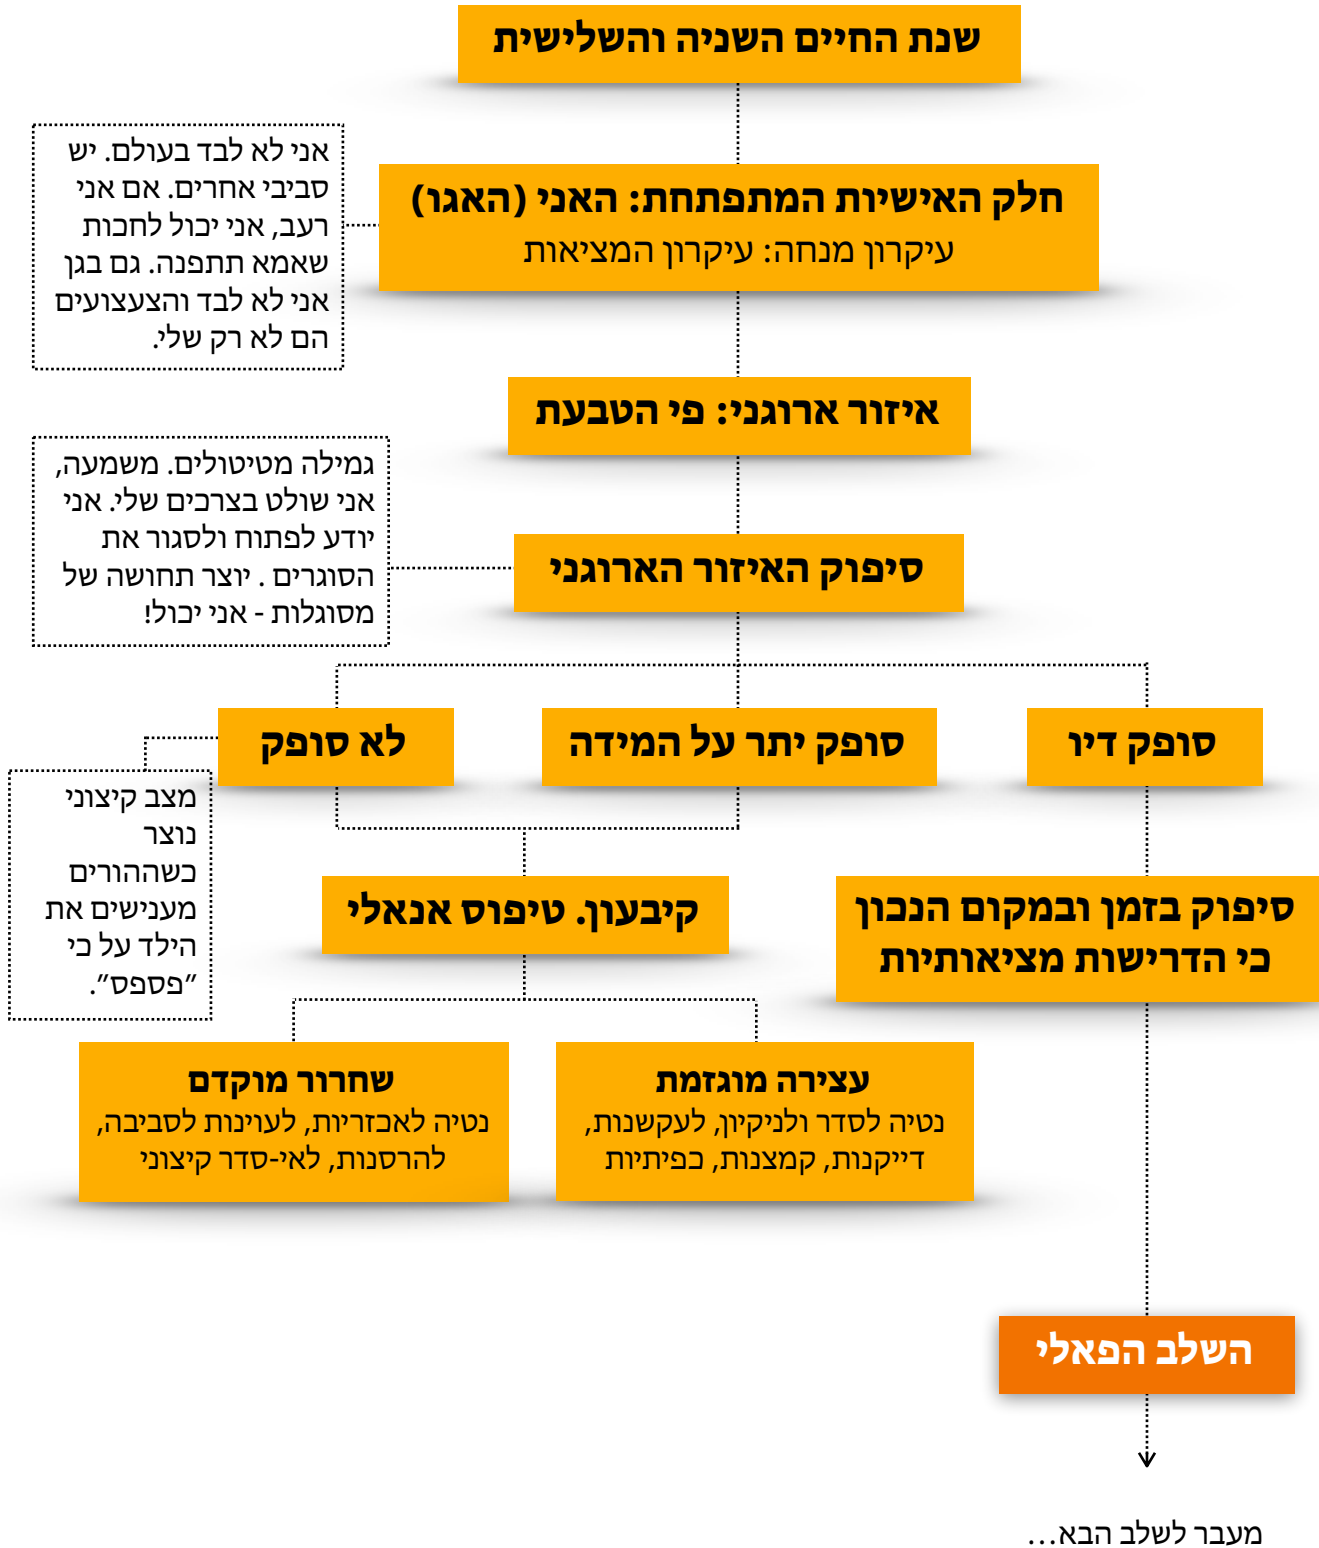 שנת החיים השניה והשלישית
אני לא לבד בעולם. יש
סביבי אחרים. אם אני
רעב, אני יכול לחכות
שאמא תתפנה. גם בגן
אני לא לבד והצעצועים
הם לא רק שלי.
חלק האישיות המתפתחת: האני (האגו)
עיקרון מנחה: עיקרון המציאות
איזור ארוגני: פי הטבעת
גמילה מטיטולים. משמעה,
אני שולט בצרכים שלי. אני
יודע לפתוח ולסגור את
הסוגרים . יוצר תחושה של
מסוגלות - אני יכול!
סיפוק האיזור הארוגני
סופק דיו
סופק יתר על המידה
לא סופק
מצב קיצוני
נוצר
כשההורים
מענישים את
הילד על כי
"פספס".
סיפוק בזמן ובמקום הנכון
כי הדרישות מציאותיות
קיבעון. טיפוס אנאלי
עצירה מוגזמת
נטיה לסדר ולניקיון, לעקשנות,
דייקנות, קמצנות, כפיתיות
שחרור מוקדם
נטיה לאכזריות, לעוינות לסביבה,
להרסנות, לאי-סדר קיצוני
השלב הפאלי
מעבר לשלב הבא...